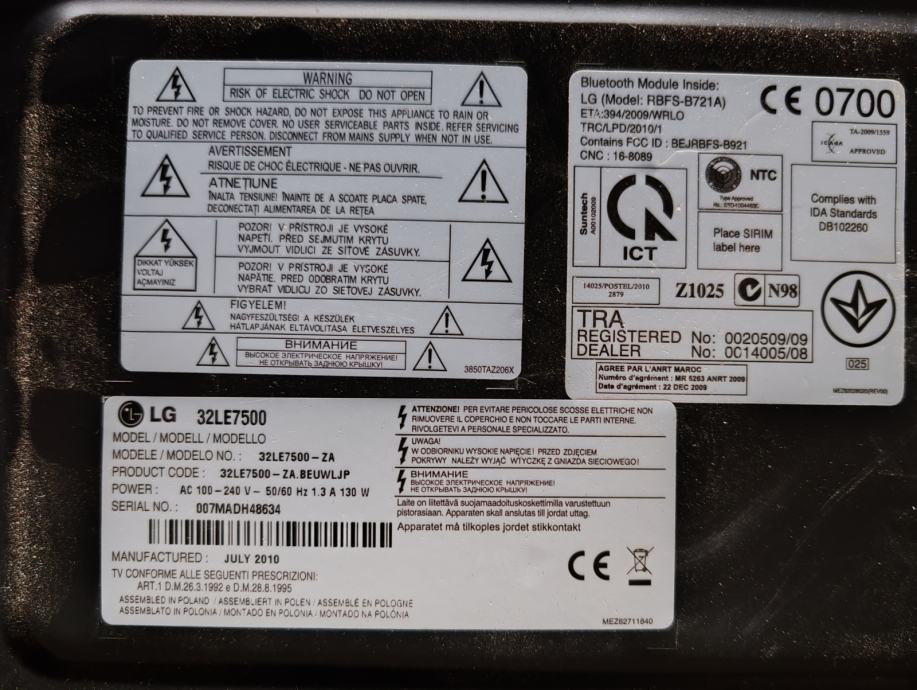 WARNING
RISK OF ELECTRIC SHOCK DO NOT OPEN
TO PREVENT FIRE OR SHOCK HAZARD, DO NOT EXPOSE THIS APPLIANCE TO RAIN OR
MOISTURE. DO NOT REMOVE COVER. NO USER SERVICEABLE PARTS INSIDE. REFER SERVICING
TO QUALIFIED SERVICE PERSON. DISCONNECT FROM MAINS SUPPLY WHEN NOT IN USE.
AVERTISSEMENT
RISQUE DE CHOC ÉLECTRIQUE - NE PAS OUVRIR.
ATNEȚIUNE
ÎNALTA TENSIUNE! ÎNAINTE DE A SCOATE PLACA SPATE,
DECONECTAȚI ALIMENTAREA DE LA REȚEA
DIKKAT YÜKSEK
VOLTAJ
AÇMAYINIZ
POZOR! V PŘÍSTROJI JE VYSOKÉ
NAPĚTÍ. PŘED SEJMUTIM KRYTU
VYJMOUT VIDLICI ZE SÍŤOVÉ ZÁSUVKY.
POZOR! V PRÍSTROJI JE VYSOKÉ
NAPÄTIE. PRED ODOBRATIM KRYTU
VYBRAT VIDLICU ZO SIETOVEJ ZÁSUVKY.
FIGYELEM!
NAGYFESZÜLTSÉG! A KÉSZÜLÉK
HÁTLAPJÁNAK ELTÁVOLÍTÁSA ÉLETVESZÉLYES
ВНИМАНИЕ
ВЫСОКОЕ ЭЛЕКТРИЧЕСКОЕ НАПРЯЖЕНИЕ!
НЕ ОТКРЫВАТЬ ЗАДНЮЮ КРЫШКУ!
3850TAZ206X
Bluetooth Module Inside:
LG (Model: RBFS-B721A)
ETA:394/2009/WRLO
TRC/LPD/2010/1
Contains FCC ID : BEJRBFS-B921
CNC : 16-8089
CE 0700
TA-2009/1559
ICASA
APPROVED
Suntech
ICT
NTC
Type Approved
Place SIRIM
label here
Complies with
IDA Standards
DB102260
14025/POSTEL/2010
2879
Z1025
N98
TRA
REGISTERED No: 0020509/09
DEALER No: 0014005/08
025
AGREE PAR L'ANRT MAROC
Numéro d'agrément : MR 5263 ANRT 2009
Date d'agrément : 22 DEC 2009
LG 32LE7500
MODEL / MODELL / MODELLO
MODELE / MODELO NO. : 32LE7500-ZA
PRODUCT CODE : 32LE7500-ZA.BEUWLJP
POWER : AC 100-240 V~ 50/60 Hz 1.3 A 130 W
SERIAL NO. : 007MADH48634
MANUFACTURED : JULY 2010
TV CONFORME ALLE SEGUENTI PRESCRIZIONI:
ART.1 D.M.26.3.1992 e D.M.28.8.1995
ASSEMBLED IN POLAND / ASSEMBLIERT IN POLEN / ASSEMBLÉ EN POLOGNE
ASSEMBLATO IN POLONIA / MONTADO EN POLONIA / MONTADO NA POLÓNIA
ATTENZIONE! PER EVITARE PERICOLOSE SCOSSE ELETTRICHE NON
RIMUOVERE IL COPERCHIO E NON TOCCARE LE PARTI INTERNE.
RIVOLGETEVI A PERSONALE SPECIALIZZATO.
UWAGA!
W ODBIORNIKU WYSOKIE NAPIĘCIE! PRZED ZDJĘCIEM
POKRYWY NALEŻY WYJĄĆ WTYCZKĘ Z GNIAZDA SIECIOWEGO!
ВНИМАНИЕ
ВЫСОКОЕ ЭЛЕКТРИЧЕСКОЕ НАПРЯЖЕНИЕ!
НЕ ОТКРЫВАТЬ ЗАДНЮЮ КРЫШКУ!
Laite on liitettävä suojamaadoituskoskettimilla varustettuun
pistorasiaan. Apparaten skall anslutas till jordat uttag.
Apparatet må tilkoples jordet stikkontakt
CE
MEZ62711640